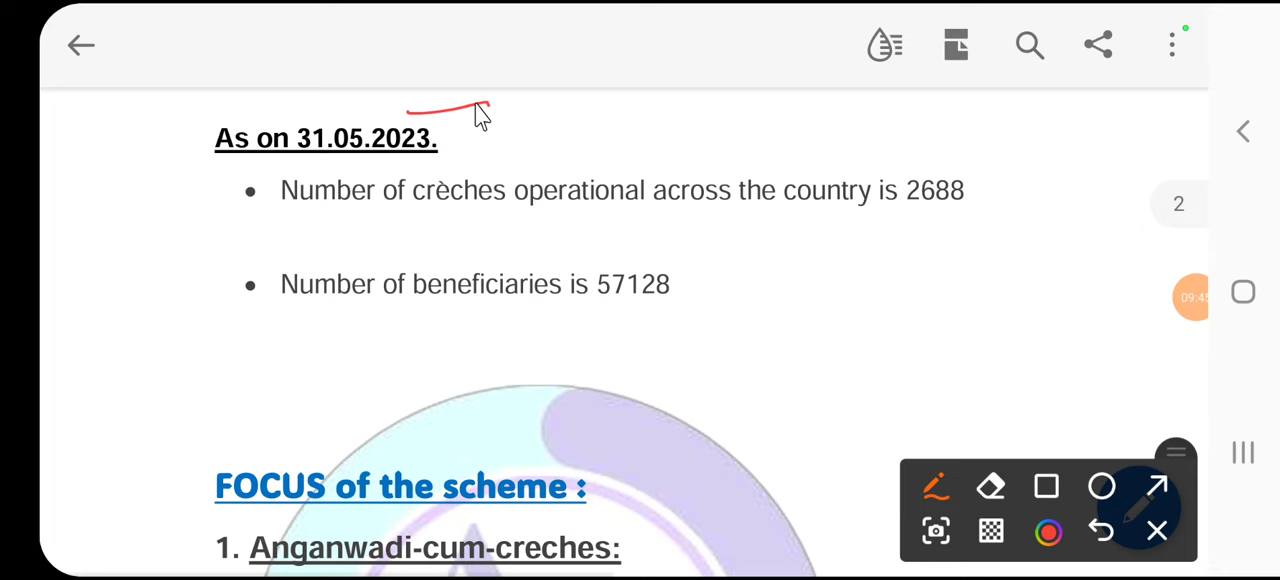 As on 31.05.2023.
• Number of crèches operational across the country is 2688
2
• Number of beneficiaries is 57128
FOCUS of the scheme :
1. Anganwadi-cum-creches: